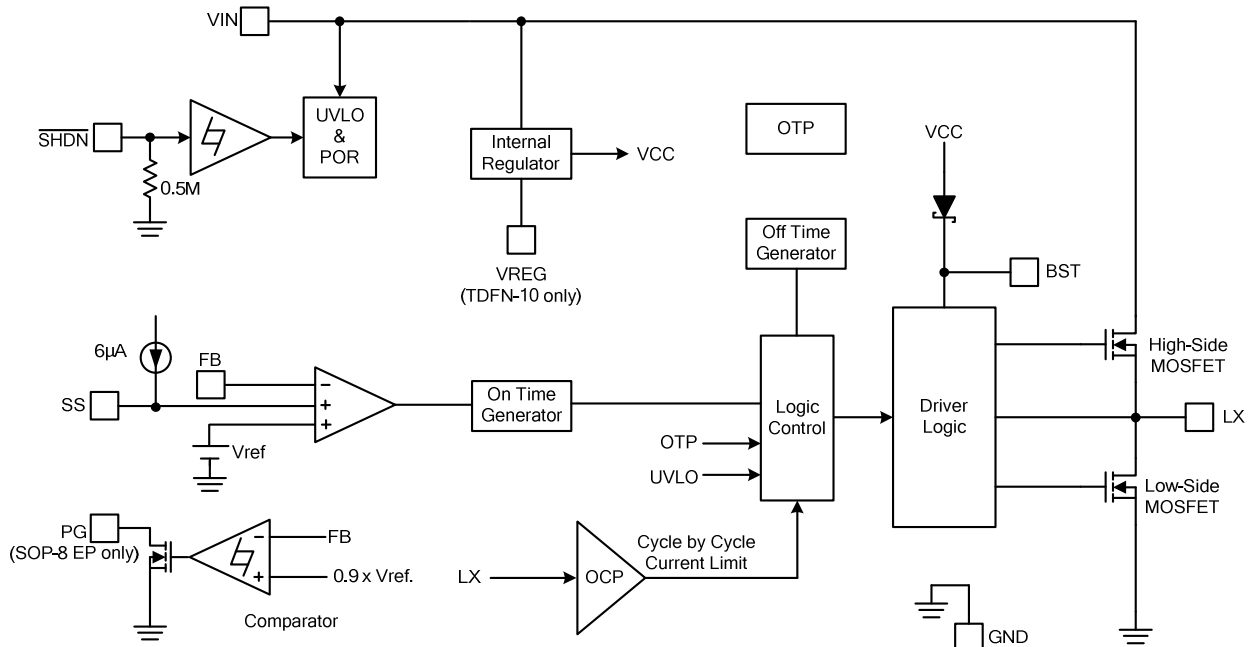 VIN
SHDN
0.5M
UVLO
&
POR
Internal
Regulator
VCC
VREG
(TDFN-10 only)
OTP
Off Time
Generator
VCC
BST
6µA
FB
SS
Vref
On Time
Generator
OTP
UVLO
Logic
Control
Driver
Logic
High-Side
MOSFET
LX
Low-Side
MOSFET
PG
(SOP-8 EP only)
FB
0.9 x Vref.
Comparator
LX
OCP
Cycle by Cycle
Current Limit
GND